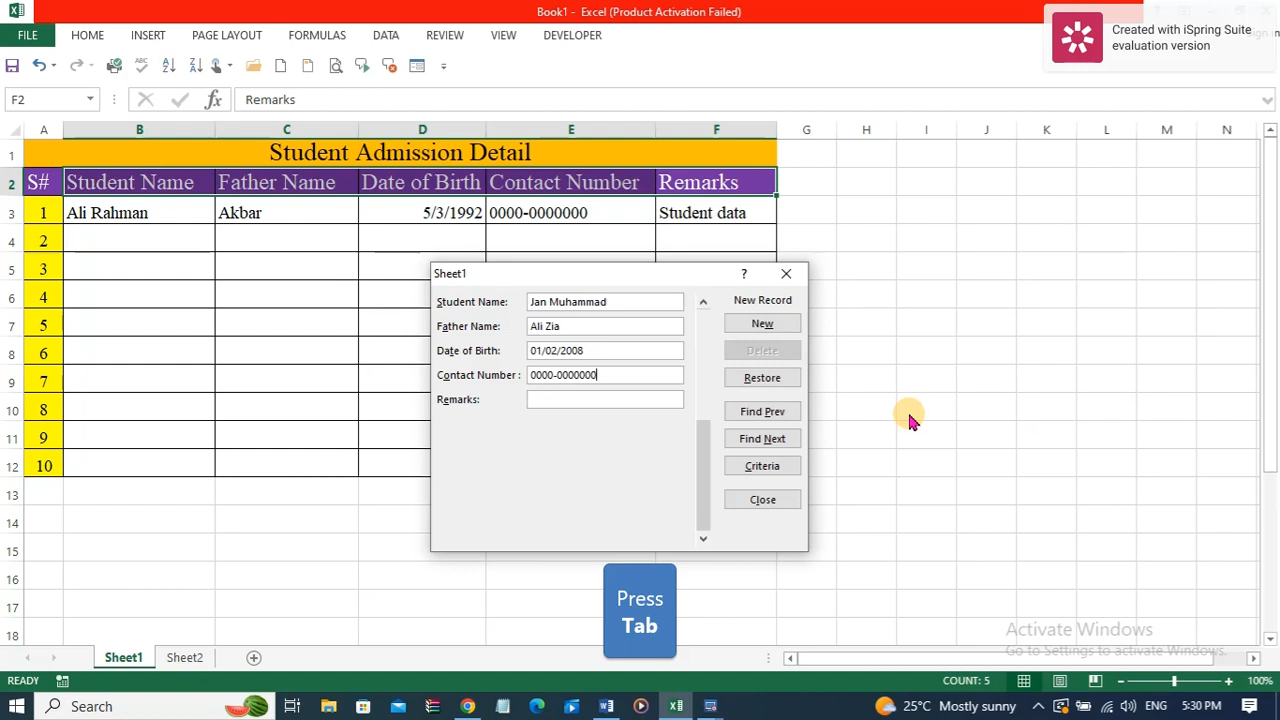 Book1 - Excel (Product Activation Failed)
Created with iSpring Suite
evaluation version
FILE HOME INSERT PAGE LAYOUT FORMULAS DATA REVIEW VIEW DEVELOPER
F2 fx Remarks
A B C D E F G H I J K L M N
1 Student Admission Detail
2 S# Student Name Father Name Date of Birth Contact Number Remarks
3 1 Ali Rahman Akbar 5/3/1992 0000-0000000 Student data
4 2
5 3
6 4
7 5
8 6
9 7
10 8
11 9
12 10
13
14
15
16
17
18
Sheet1 ?
Student Name: Jan Muhammad New Record
New
Father Name: Ali Zia
Date of Birth: 01/02/2008 Delete
Contact Number : 0000-0000000 Restore
Remarks:
Find Prev
Find Next
Criteria
Close
Press
Tab
Activate Windows
Go to Settings to activate Windows.
Sheet1 Sheet2
READY COUNT: 5 100%
Search 25°C Mostly sunny ENG 5:30 PM